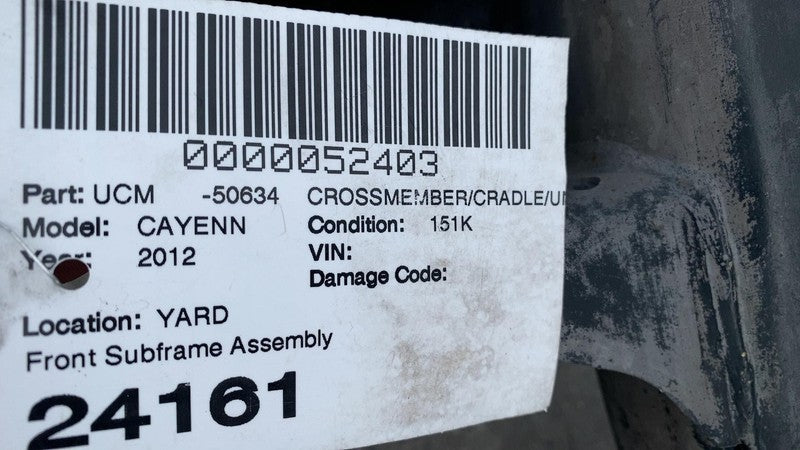 0000052403
Part: UCM -50634 CROSSMEMBER/CRADLE/U
Model: CAYENN Condition: 151K
Year: 2012 VIN:
Damage Code:
Location: YARD
Front Subframe Assembly
24161